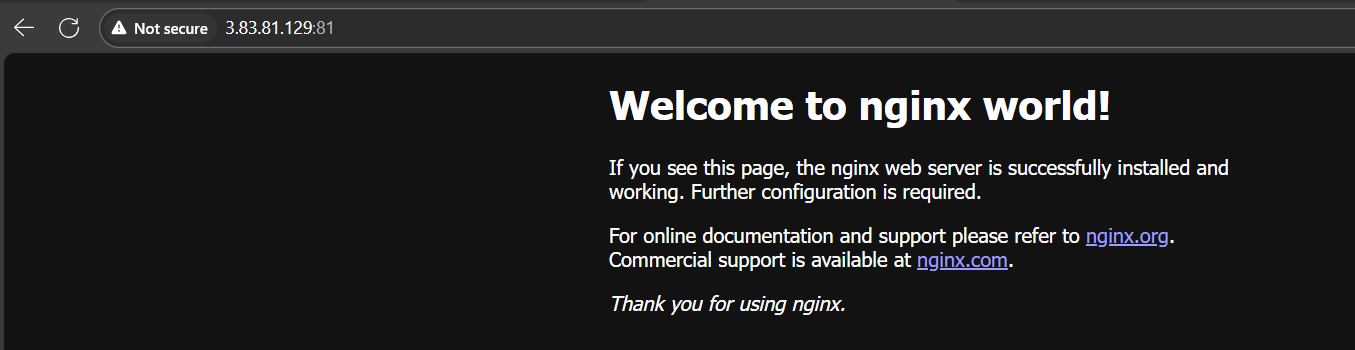 Not secure 3.83.81.129:81
Welcome to nginx world!
If you see this page, the nginx web server is successfully installed and
working. Further configuration is required.
For online documentation and support please refer to nginx.org.
Commercial support is available at nginx.com.
Thank you for using nginx.